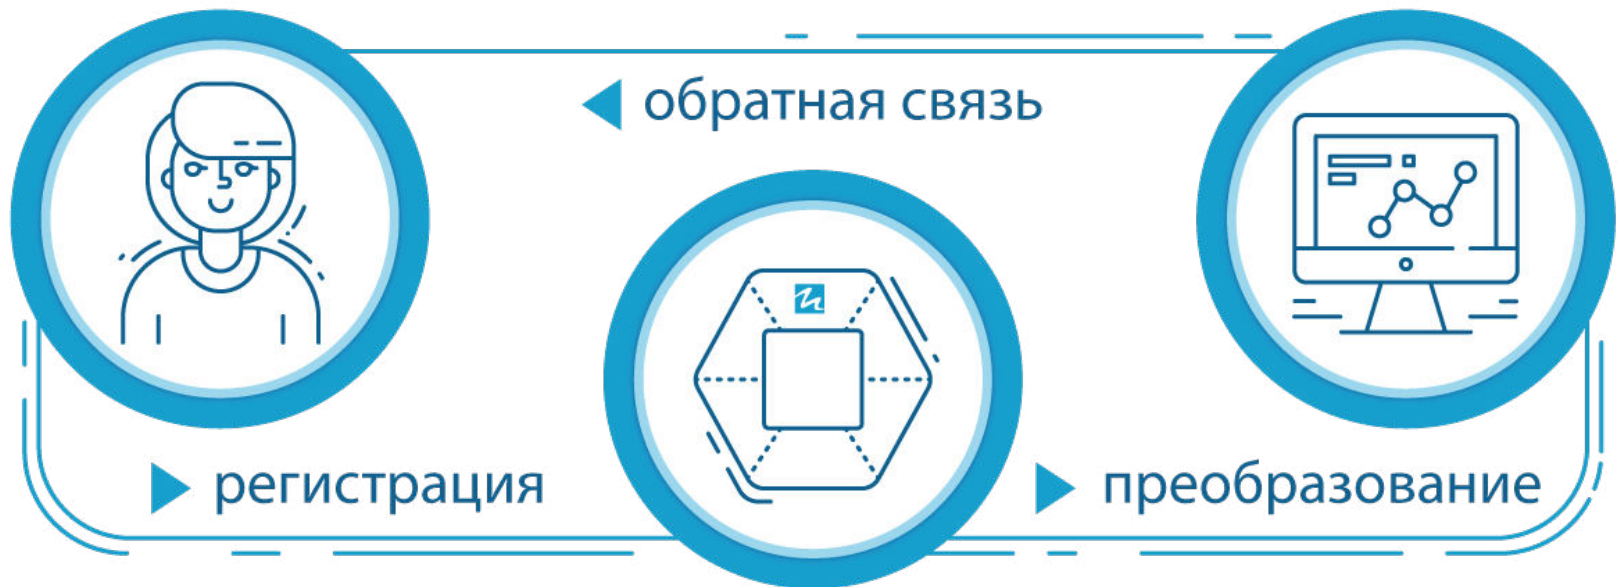 обратная связь
регистрация
преобразование